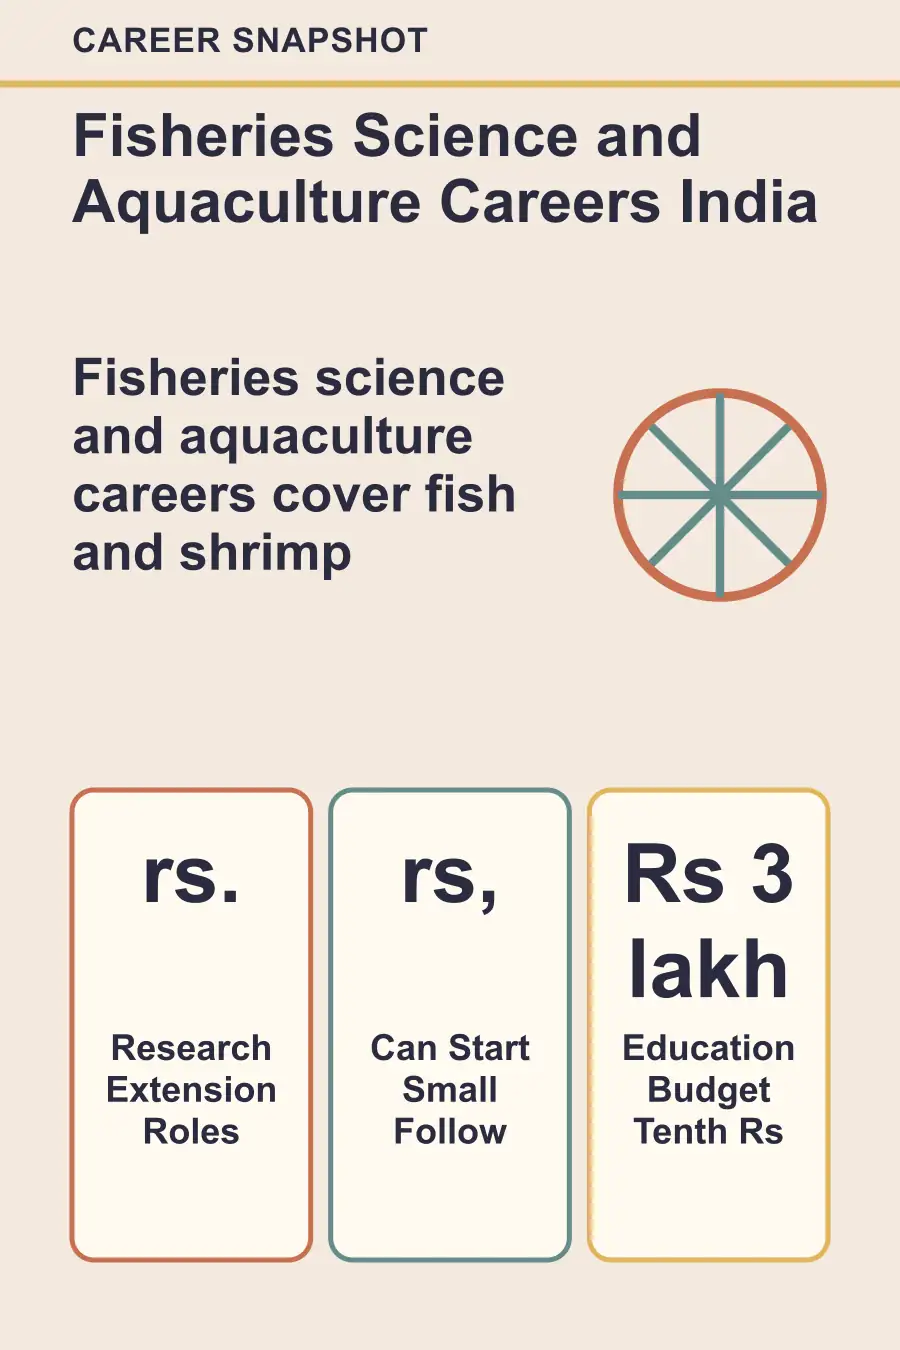 CAREER SNAPSHOT
Fisheries Science and
Aquaculture Careers India
Fisheries science
and aquaculture
careers cover fish
and shrimp
rs.
Research
Extension
Roles
rs,
Can Start
Small
Follow
Rs 3
lakh
Education
Budget
Tenth Rs